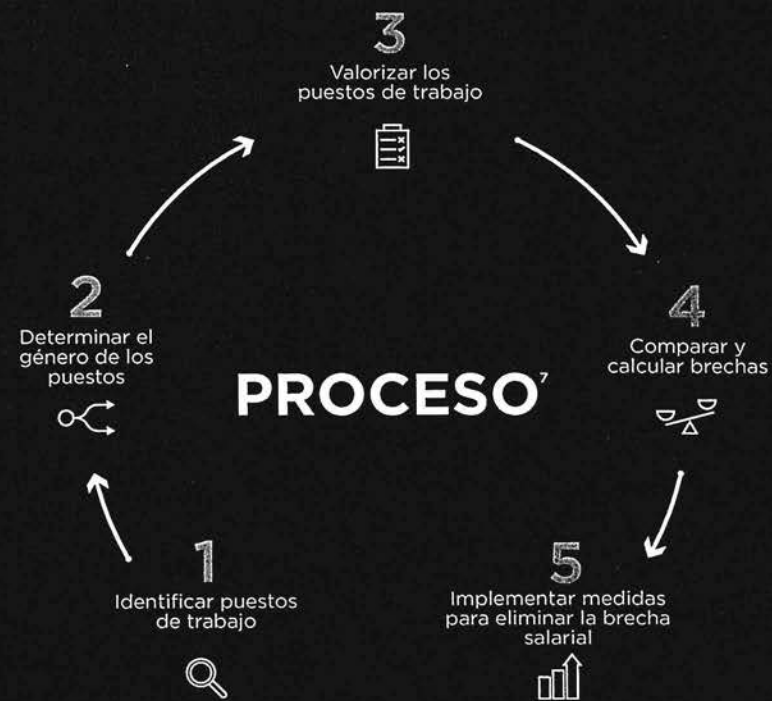 3
Valorizar los
puestos de trabajo
2
Determinar el
género de los
puestos
4
Comparar y
calcular brechas
PROCESO⁷
1
Identificar puestos
de trabajo
5
Implementar medidas
para eliminar la brecha
salarial